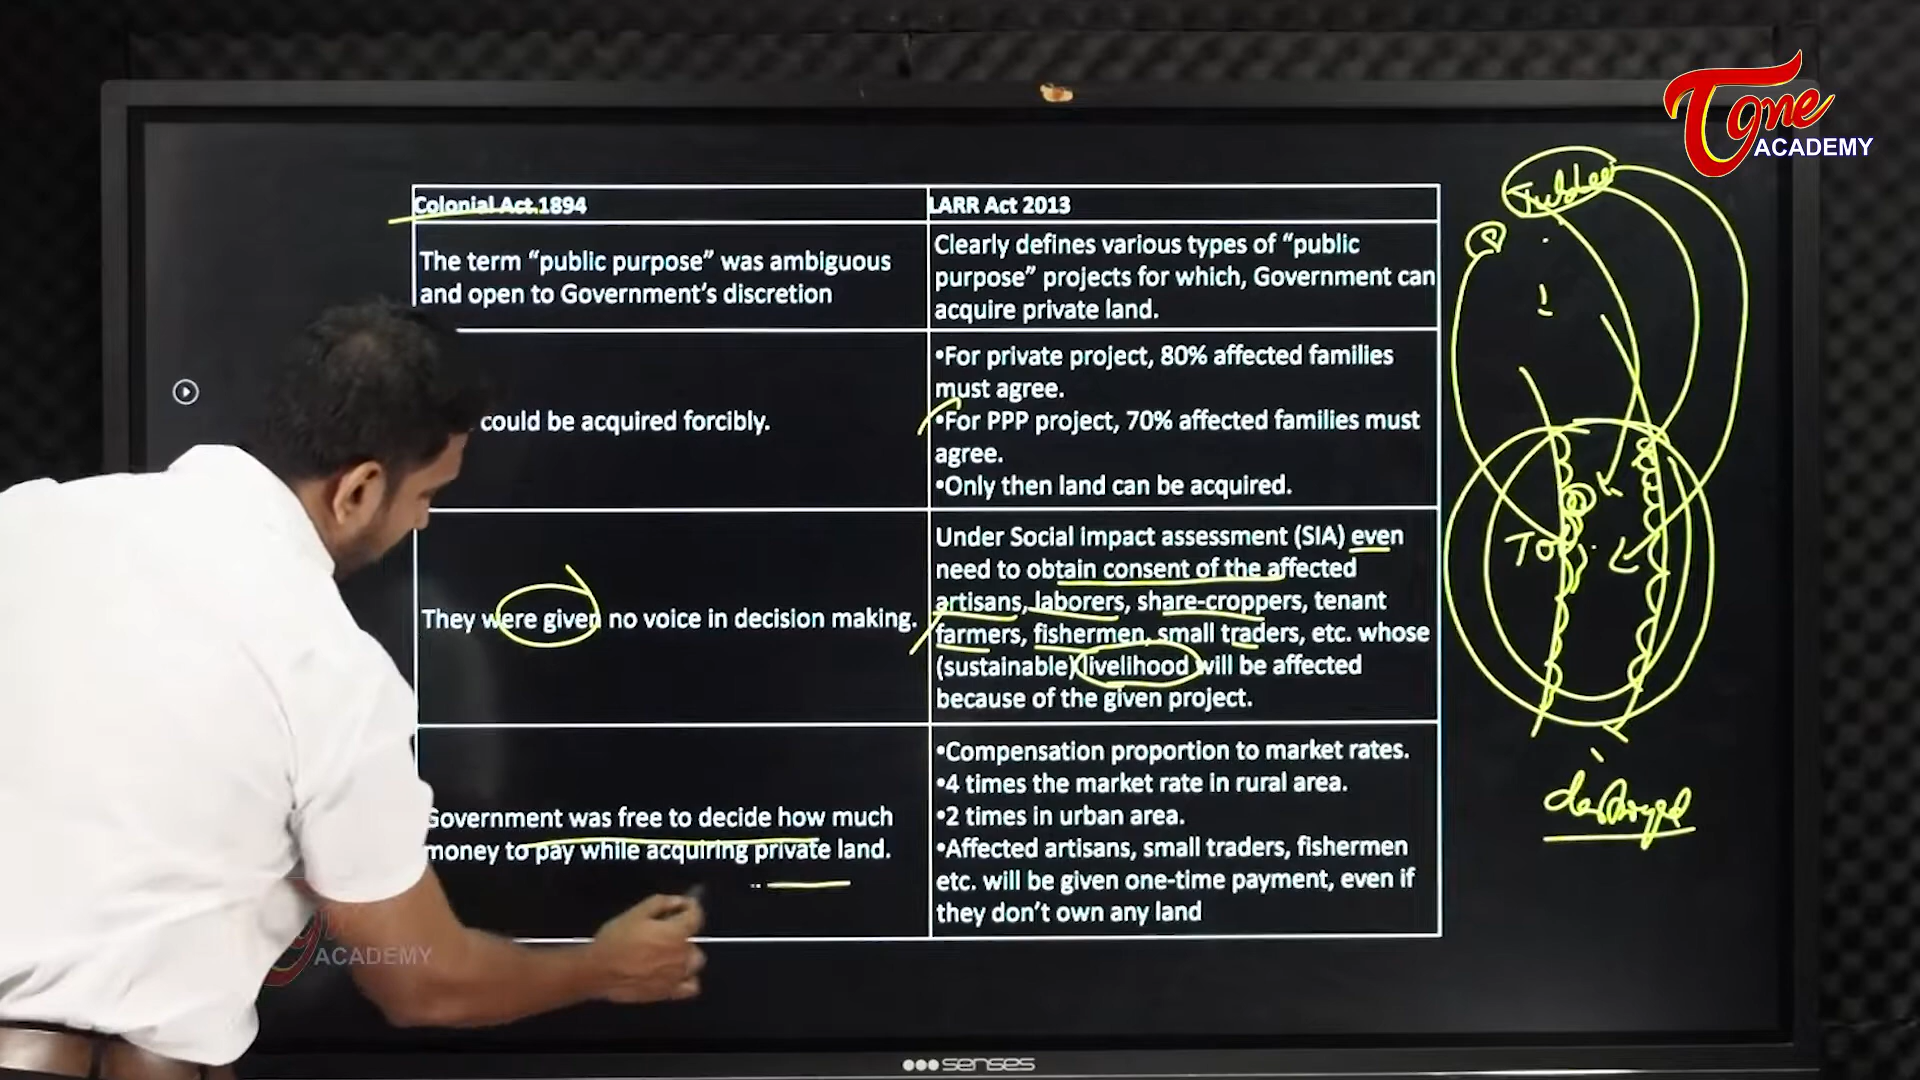 Tone
ACADEMY
Colonial Act.1894
LARR Act 2013
The term “public purpose” was ambiguous
and open to Government’s discretion
Clearly defines various types of “public
purpose” projects for which, Government can
acquire private land.
could be acquired forcibly.
•For private project, 80% affected families
must agree.
•For PPP project, 70% affected families must
agree.
•Only then land can be acquired.
They were given no voice in decision making.
Under Social impact assessment (SIA) even
need to obtain consent of the affected
artisans, laborers, share-croppers, tenant
farmers, fishermen, small traders, etc. whose
(sustainable) livelihood will be affected
because of the given project.
Government was free to decide how much
money to pay while acquiring private land.
•Compensation proportion to market rates.
•4 times the market rate in rural area.
•2 times in urban area.
•Affected artisans, small traders, fishermen
etc. will be given one-time payment, even if
they don’t own any land
ACADEMY
senses